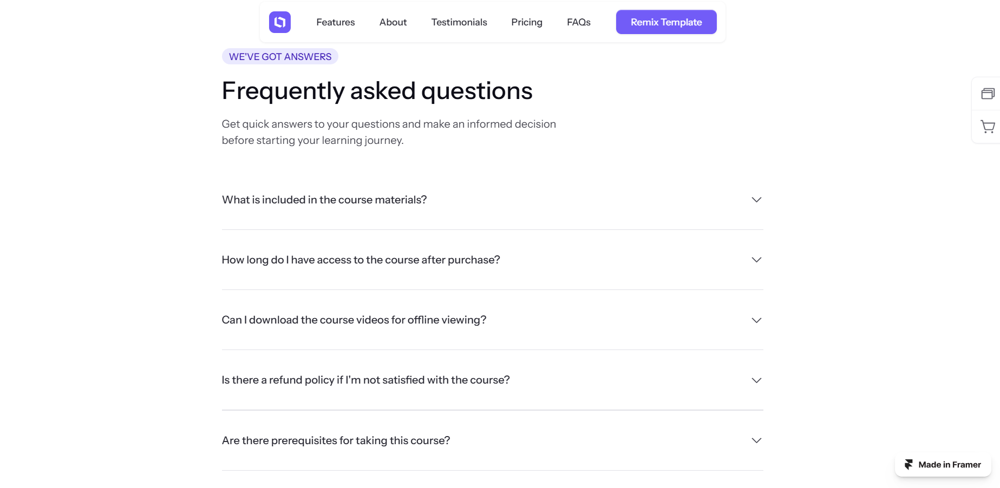 Features
About
Testimonials
Pricing
FAQs
Remix Template
WE'VE GOT ANSWERS
Frequently asked questions
Get quick answers to your questions and make an informed decision
before starting your learning journey.
What is included in the course materials?
How long do I have access to the course after purchase?
Can I download the course videos for offline viewing?
Is there a refund policy if I'm not satisfied with the course?
Are there prerequisites for taking this course?
Made in Framer